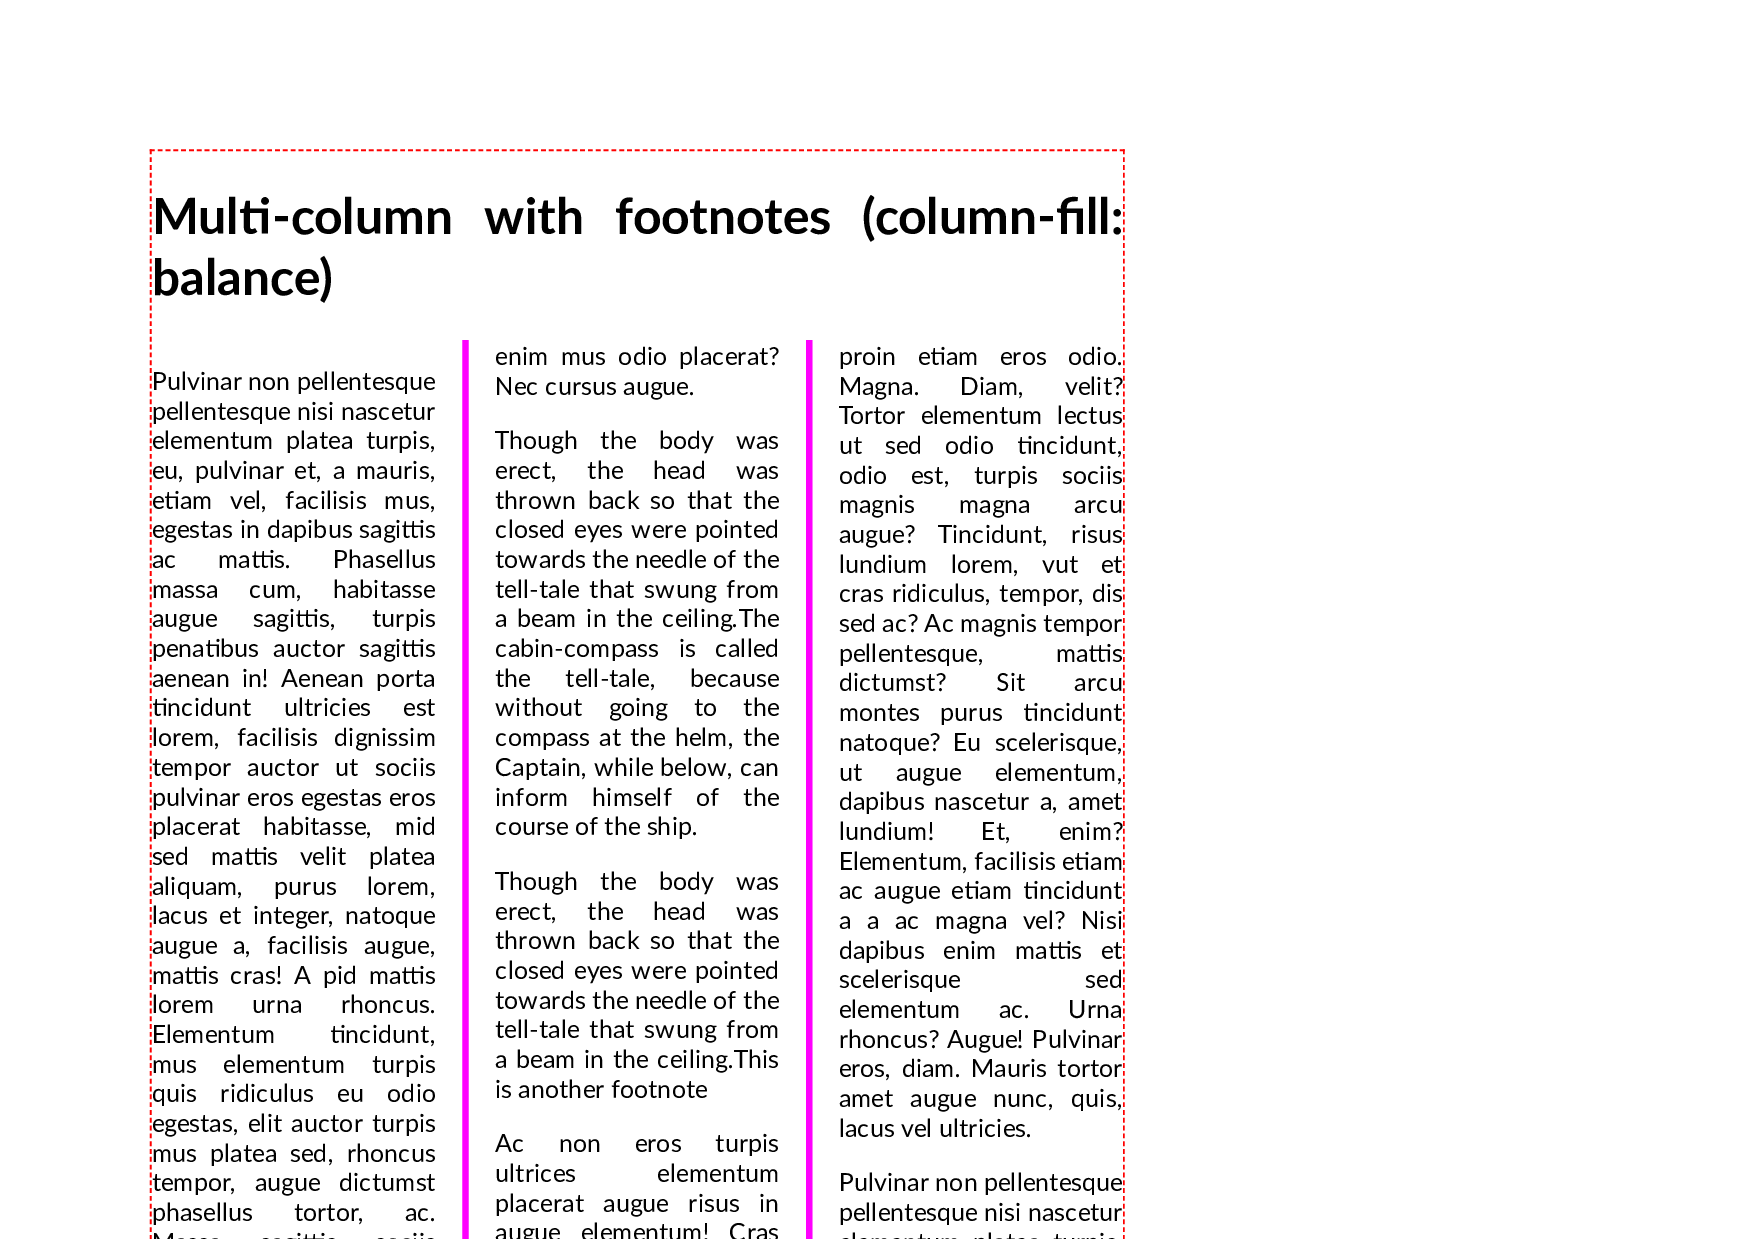 Multi-column with footnotes (column-fill:
balance)
Pulvinar non pellentesque
pellentesque nisi nascetur
elementum platea turpis,
eu, pulvinar et, a mauris,
etiam vel, facilisis mus,
egestas in dapibus sagittis
ac mattis. Phasellus
massa cum, habitasse
augue sagittis, turpis
penatibus auctor sagittis
aenean in! Aenean porta
tincidunt ultricies est
lorem, facilisis dignissim
tempor auctor ut sociis
pulvinar eros egestas eros
placerat habitasse, mid
sed mattis velit platea
aliquam, purus lorem,
lacus et integer, natoque
augue a, facilisis augue,
mattis cras! A pid mattis
lorem urna rhoncus.
Elementum tincidunt,
mus elementum turpis
quis ridiculus eu odio
egestas, elit auctor turpis
mus platea sed, rhoncus
tempor, augue dictumst
phasellus tortor, ac.
enim mus odio placerat?
Nec cursus augue.
Though the body was
erect, the head was
thrown back so that the
closed eyes were pointed
towards the needle of the
tell-tale that swung from
a beam in the ceiling.The
cabin-compass is called
the tell-tale, because
without going to the
compass at the helm, the
Captain, while below, can
inform himself of the
course of the ship.
Though the body was
erect, the head was
thrown back so that the
closed eyes were pointed
towards the needle of the
tell-tale that swung from
a beam in the ceiling.This
is another footnote
Ac non eros turpis
ultrices elementum
placerat augue risus in
augue elementum! Cras
proin etiam eros odio.
Magna. Diam, velit?
Tortor elementum lectus
ut sed odio tincidunt,
odio est, turpis sociis
magnis magna arcu
augue? Tincidunt, risus
lundium lorem, vut et
cras ridiculus, tempor, dis
sed ac? Ac magnis tempor
pellentesque, mattis
dictumst? Sit arcu
montes purus tincidunt
natoque? Eu scelerisque,
ut augue elementum,
dapibus nascetur a, amet
lundium! Et, enim?
Elementum, facilisis etiam
ac augue etiam tincidunt
a a ac magna vel? Nisi
dapibus enim mattis et
scelerisque sed
elementum ac. Urna
rhoncus? Augue! Pulvinar
eros, diam. Mauris tortor
amet augue nunc, quis,
lacus vel ultricies.
Pulvinar non pellentesque
pellentesque nisi nascetur